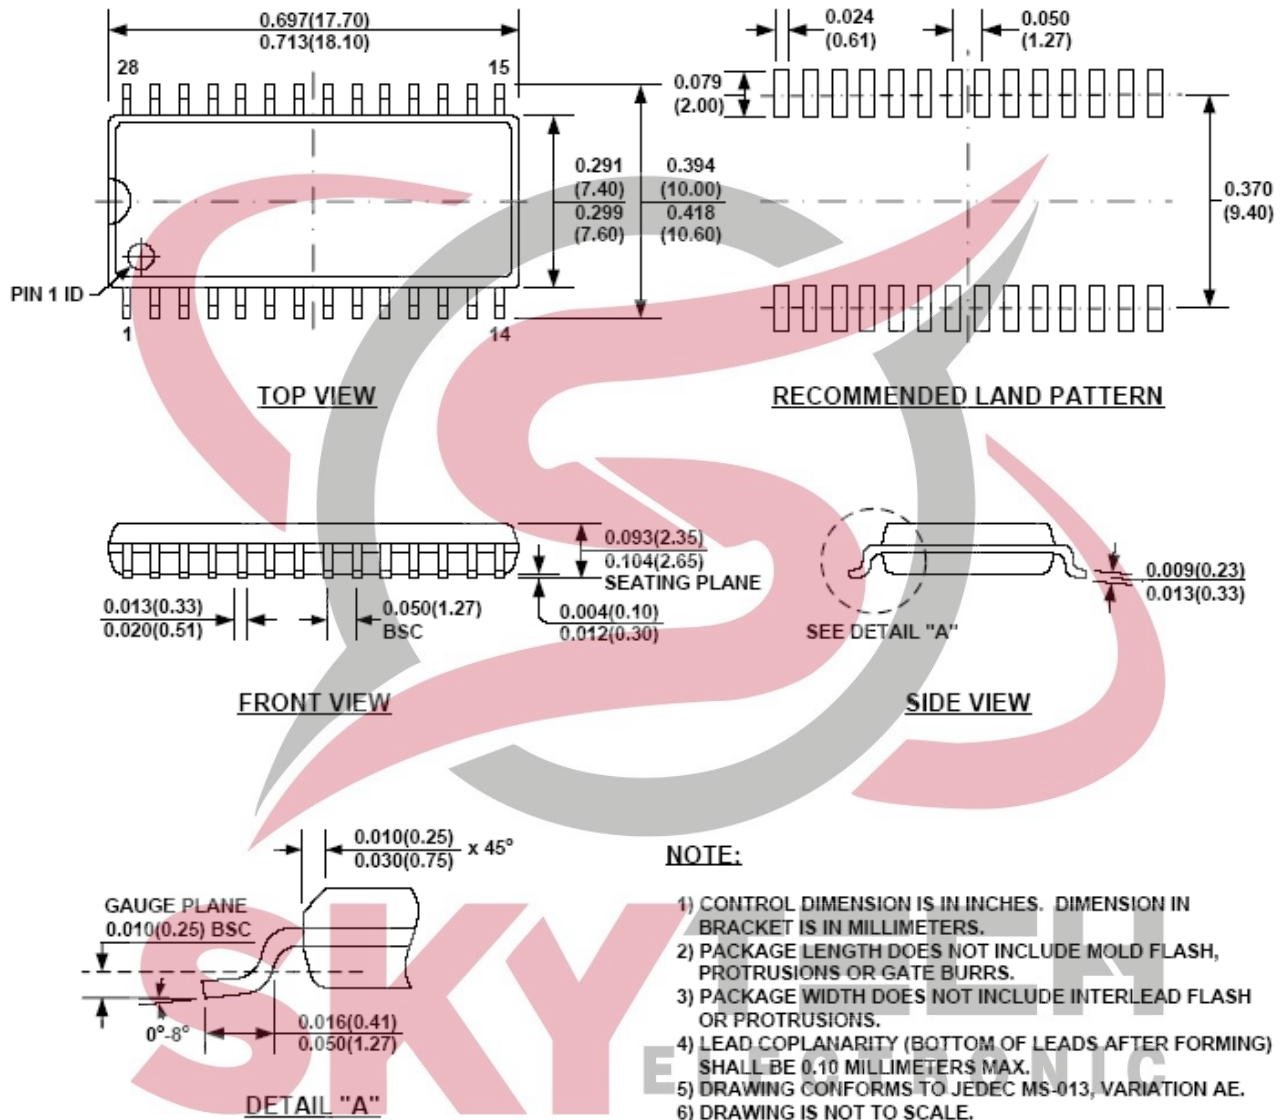 0.697(17.70)
0.713(18.10)
28
15
0.291
(7.40)
0.299
(7.60)
0.394
(10.00)
0.418
(10.60)
PIN 1 ID
1
14
TOP VIEW
0.024
(0.61)
0.050
(1.27)
0.079
(2.00)
0.370
(9.40)
RECOMMENDED LAND PATTERN
0.093(2.35)
0.104(2.65)
SEATING PLANE
0.013(0.33)
0.020(0.51)
0.050(1.27)
BSC
0.004(0.10)
0.012(0.30)
FRONT VIEW
0.009(0.23)
0.013(0.33)
SEE DETAIL "A"
SIDE VIEW
0.010(0.25)
0.030(0.75)
x 45°
GAUGE PLANE
0.010(0.25) BSC
0°-8°
0.016(0.41)
0.050(1.27)
DETAIL "A"
NOTE:
1) CONTROL DIMENSION IS IN INCHES. DIMENSION IN
BRACKET IS IN MILLIMETERS.
2) PACKAGE LENGTH DOES NOT INCLUDE MOLD FLASH,
PROTRUSIONS OR GATE BURRS.
3) PACKAGE WIDTH DOES NOT INCLUDE INTERLEAD FLASH
OR PROTRUSIONS.
4) LEAD COPLANARITY (BOTTOM OF LEADS AFTER FORMING)
SHALL BE 0.10 MILLIMETERS MAX.
5) DRAWING CONFORMS TO JEDEC MS-013, VARIATION AE.
6) DRAWING IS NOT TO SCALE.
SKYTECH
ELECTRONIC